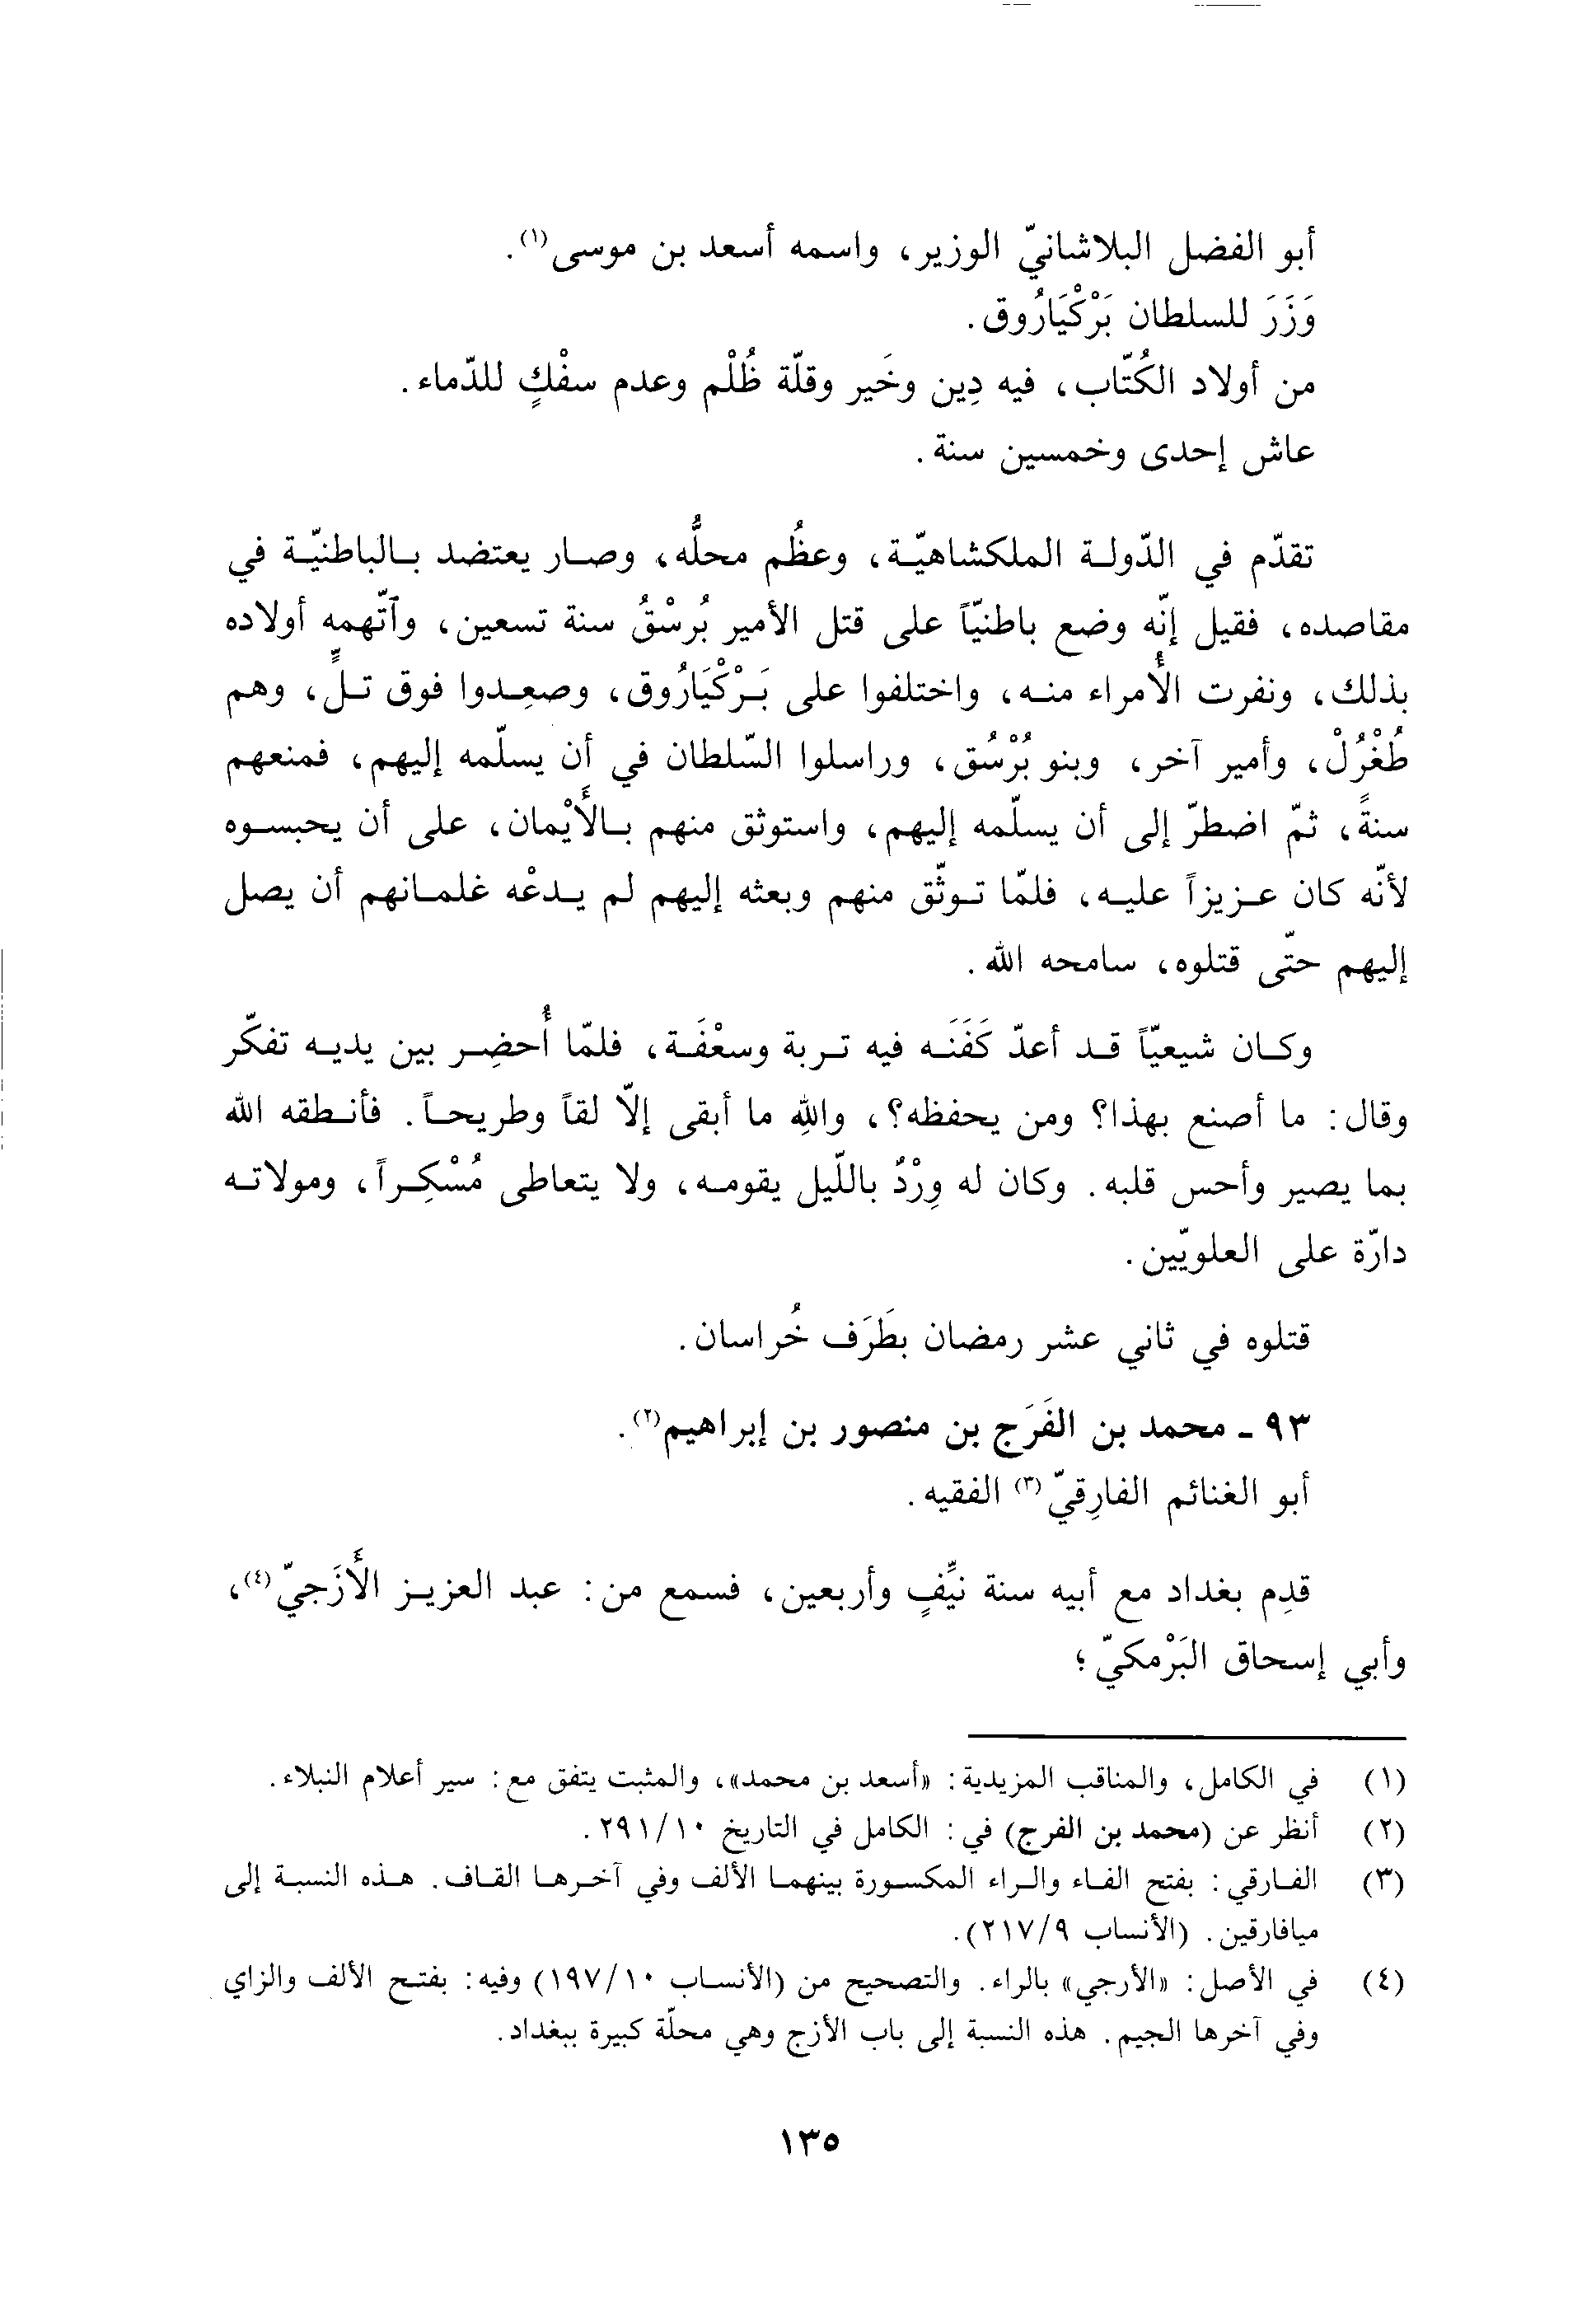 أبو الفضل البلاشانيّ الوزير، واسمه أسعد بن موسى(١).
وَزَرَ للسلطان بَرْكْيَارُوق.
من أولاد الكُتّاب، فيه دِين وخَير وقلّة ظُلْم وعدم سفْكٍ للدّماء.
عاش إحدى وخمسين سنة.
تقدّم في الدّولة الملكشاهيّة، وعظُم محلُّه، وصار يعتضد بالباطنيّة في
مقاصده، فقيل إنّه وضع باطنيّاً على قتل الأمير بُرسْقُ سنة تسعين، وآتّهمه أولاده
بذلك، ونفرت الأُمراء منه، واختلفوا على بَرْكْيَارُوق، وصعِدوا فوق تلٍّ، وهم
طُغْرُلْ، وأمير آخر، وبنو بُرْسُق، وراسلوا السّلطان في أن يسلّمه إليهم، فمنعهم
سنةً، ثمّ اضطرّ إلى أن يسلّمه إليهم، واستوثق منهم بالأَيْمان، على أن يحبسوه
لأنّه كان عزيزاً عليه، فلمّا توثّق منهم وبعثه إليهم لم يدعْه غلمانهم أن يصل
إليهم حتّى قتلوه، سامحه الله.
وكان شيعيّاً قد أعدّ كَفَنَه فيه تربة وسعْفَة، فلمّا أُحضِر بين يديه تفكّر
وقال: ما أصنع بهذا؟ ومن يحفظه؟، واللهِ ما أبقى إلّا لقاً وطريحاً. فأنطقه الله
بما يصير وأحس قلبه. وكان له وِرْدٌ باللّيل يقومه، ولا يتعاطى مُسْكِراً، ومولاته
دارّة على العلويّين.
قتلوه في ثاني عشر رمضان بطَرَف خُراسان.
٩٣ ـ محمد بن الفَرَج بن منصور بن إبراهيم(٢).
أبو الغنائم الفارِقيّ(٣) الفقيه.
قدِم بغداد مع أبيه سنة نيِّفٍ وأربعين، فسمع من: عبد العزيز الأَزَجيّ(٤)،
وأبي إسحاق البَرْمكيّ؛
(١) في الكامل، والمناقب المزيدية: «أسعد بن محمد»، والمثبت يتفق مع: سير أعلام النبلاء.
(٢) أنظر عن (محمد بن الفرج) في: الكامل في التاريخ ٢٩١/١٠.
(٣) الفارقي: بفتح الفاء والراء المكسورة بينهما الألف وفي آخرها القاف. هذه النسبة إلى
ميافارقين. (الأنساب ٢١٧/٩).
(٤) في الأصل: «الأرجي» بالراء. والتصحيح من (الأنساب ١٩٧/١٠) وفيه: بفتح الألف والزاي
وفي آخرها الجيم. هذه النسبة إلى باب الأزج وهي محلّة كبيرة ببغداد.
١٣٥